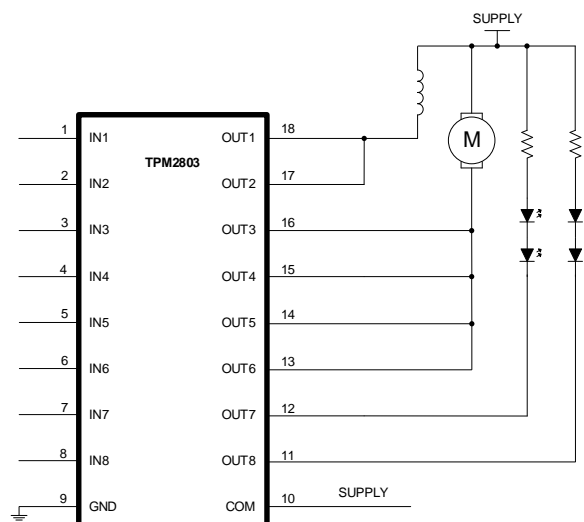 SUPPLY
1 IN1 OUT1 18
TPM2803
2 IN2 OUT2 17
M
3 IN3 OUT3 16
4 IN4 OUT4 15
5 IN5 OUT5 14
6 IN6 OUT6 13
7 IN7 OUT7 12
8 IN8 OUT8 11
9 GND COM 10 SUPPLY